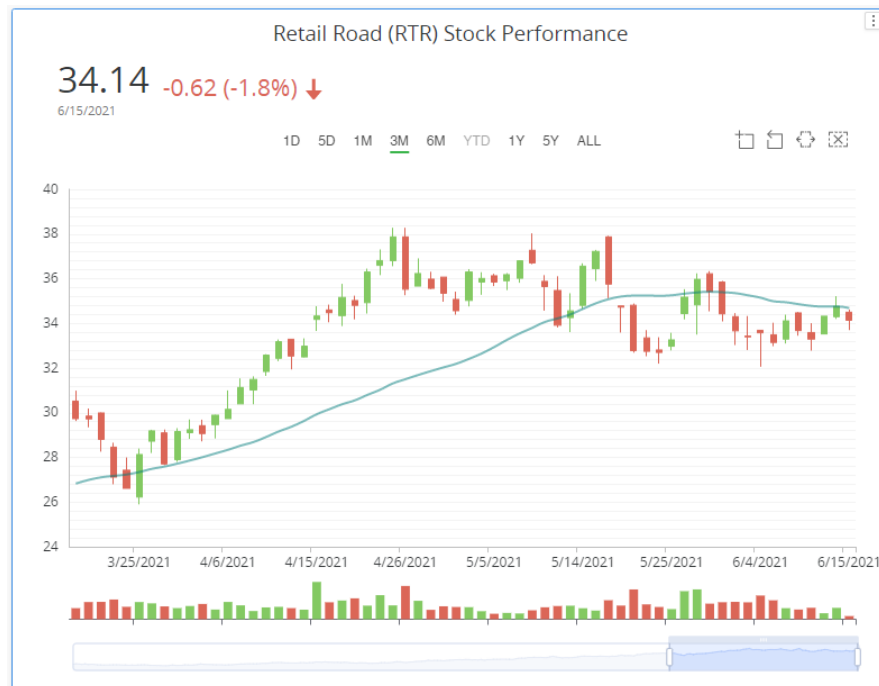 Retail Road (RTR) Stock Performance
34.14 -0.62 (-1.8%)
6/15/2021
1D 5D 1M 3M 6M YTD 1Y 5Y ALL
40
38
36
34
32
30
28
26
24
3/25/2021 4/6/2021 4/15/2021 4/26/2021 5/5/2021 5/14/2021 5/25/2021 6/4/2021 6/15/2021